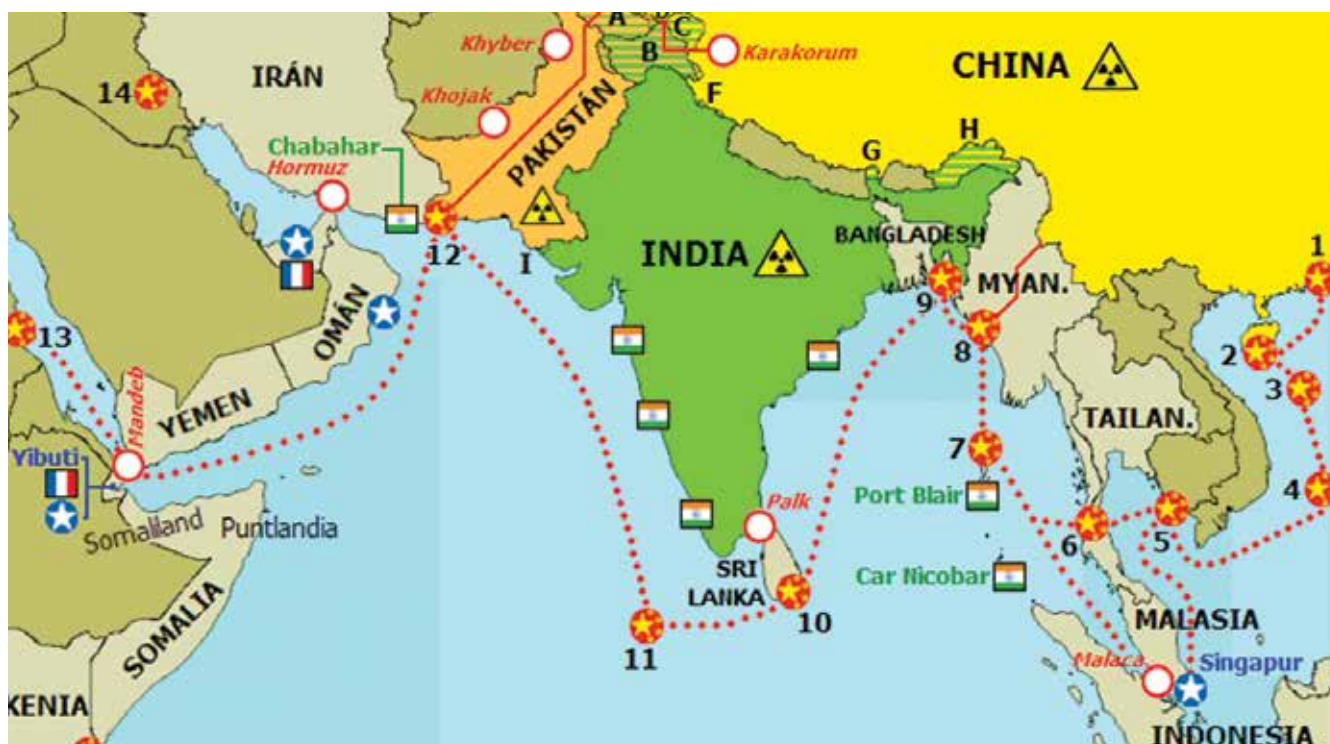 A
C
B
Khyber
Karakorum
IRÁN
CHINA
14
F
Khojak
PAKISTÁN
H
Chabahar
G
Hormuz
12
I
INDIA
BANGLADESH
MYAN.
1
9
OMÁN
13
8
2
3
Mandeb
YEMEN
TAILAN.
7
4
Yibuti
Port Blair
Palk
6
5
Somaliland
Puntlandia
SRI
LANKA
Car Nicobar
10
MALASIA
11
SOMALIA
Malaca
Singapur
KENIA
INDONESIA